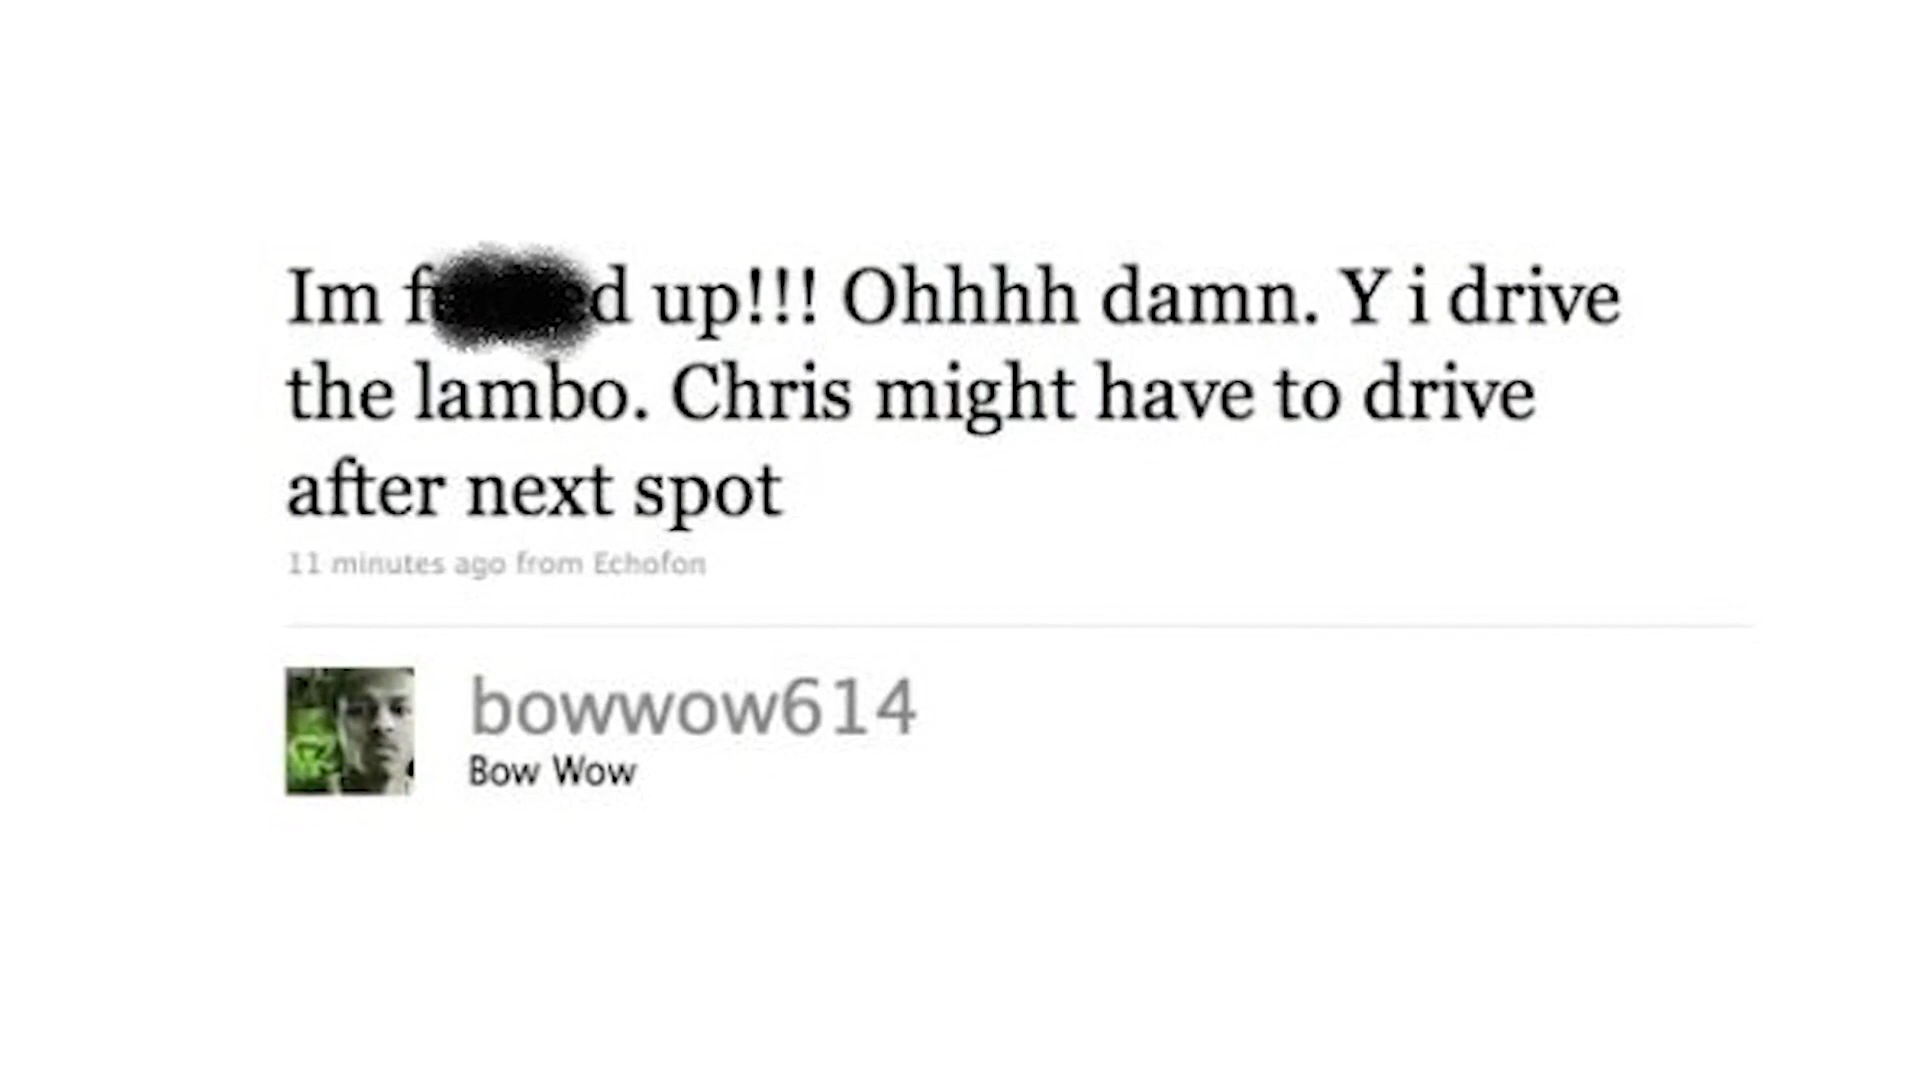 Im up!!! Ohhhh damn. Y i drive
the lambo. Chris might have to drive
after next spot
11 minutes ago from Echofon
bowwow614
Bow Wow